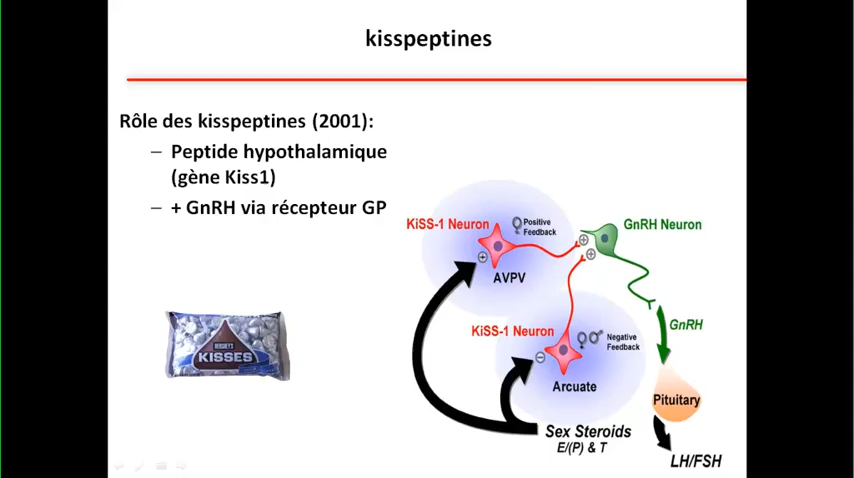 kisspeptines
Rôle des kisspeptines (2001):
– Peptide hypothalamique
(gène Kiss1)
– + GnRH via récepteur GP
KiSS-1 Neuron
Positive
Feedback
GnRH Neuron
AVPV
GnRH
KiSS-1 Neuron
Negative
Feedback
Arcuate
Pituitary
Sex Steroids
E/(P) & T
LH/FSH
HERSHEY'S
KISSES